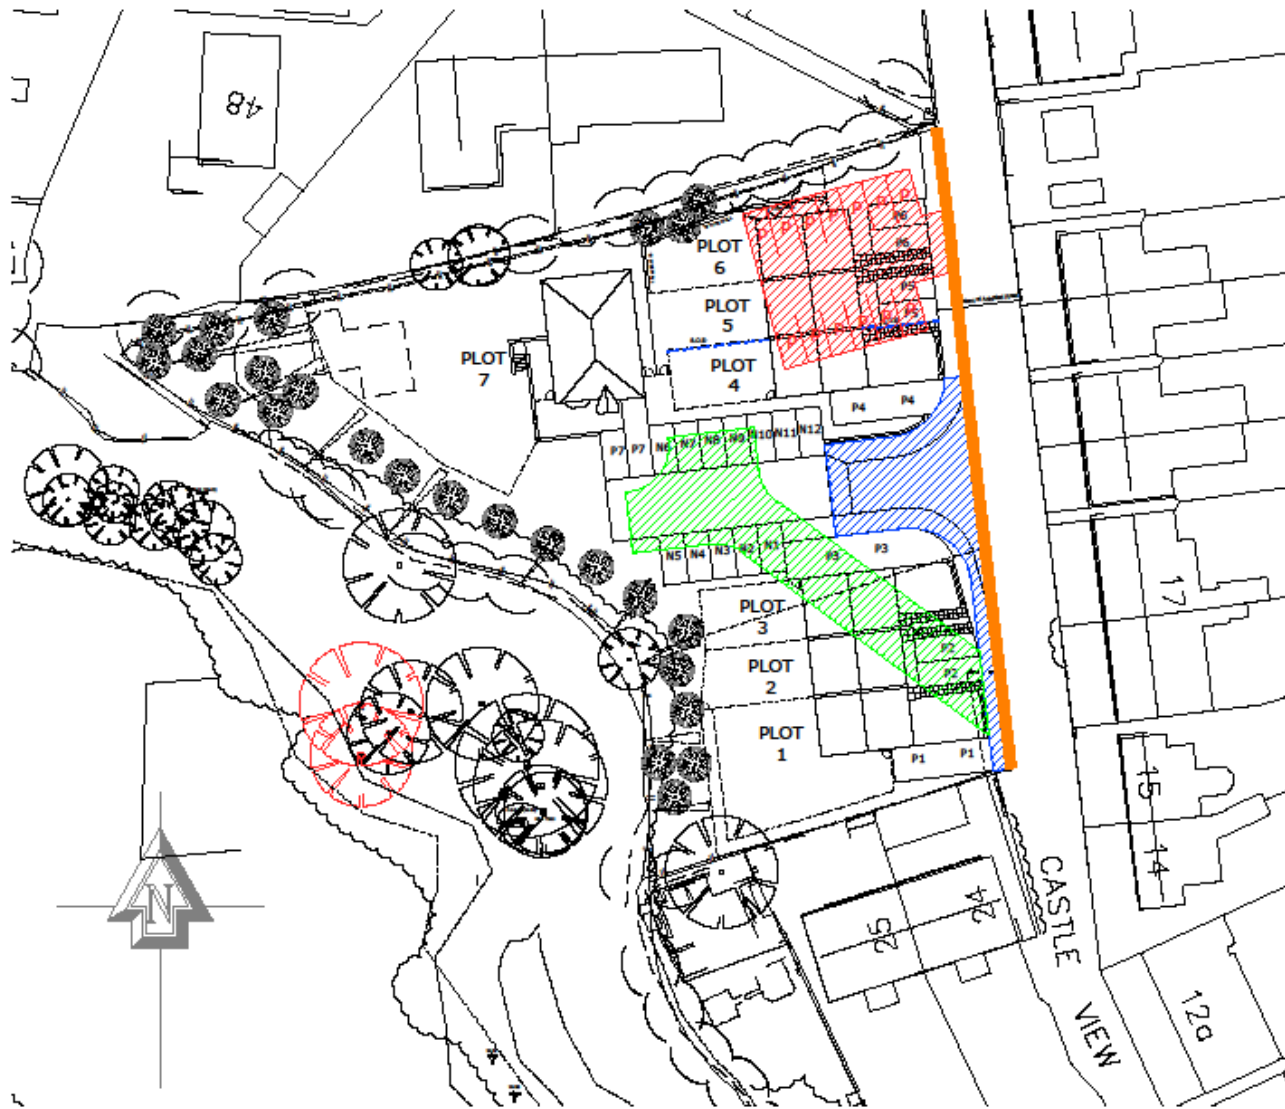 48
P P P P P P P
P6
PLOT
6
P6
P5
PLOT
5
P5
P P P P P P
PLOT
7
PLOT
4
P4 P4
P7 P7 N6 N7 N8 N9 N10 N11 N12
N5 N4 N3 N2 N1 P3 P3
PLOT
3
17
P2
PLOT
2
P2
PLOT
1
P1 P1
15
14
N
24
25
CASTLE VIEW
12a